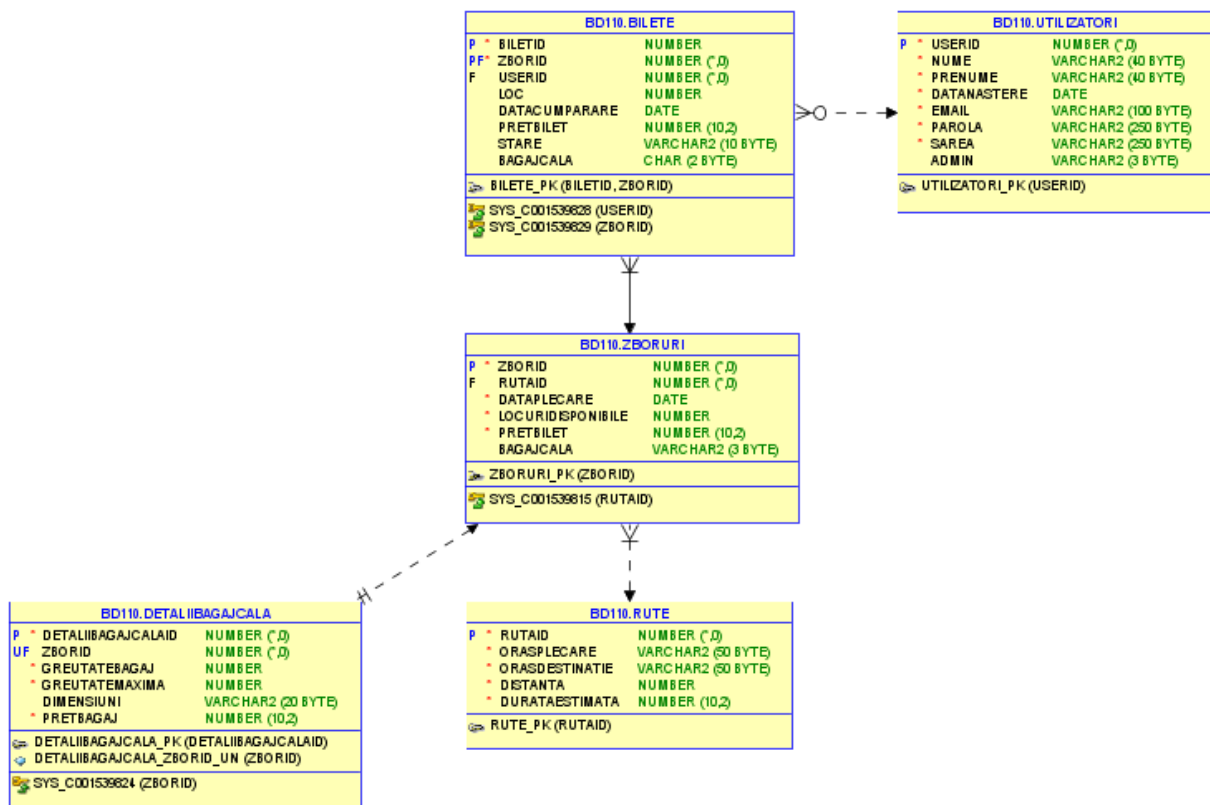 BD110.BILETE
P * BILETID NUMBER
PF* ZBORID NUMBER (*,0)
F USERID NUMBER (*,0)
LOC NUMBER
DATACUMPARARE DATE
PRETBILET NUMBER (10,2)
STARE VARCHAR2 (10 BYTE)
BAGAJCALA CHAR (2 BYTE)
BILETE_PK (BILETID, ZBORID)
SYS_C001539828 (USERID)
SYS_C001539829 (ZBORID)
BD110.UTILIZATORI
P * USERID NUMBER (*,0)
* NUME VARCHAR2 (40 BYTE)
* PRENUME VARCHAR2 (40 BYTE)
* DATANASTERE DATE
* EMAIL VARCHAR2 (100 BYTE)
* PAROLA VARCHAR2 (250 BYTE)
* SAREA VARCHAR2 (250 BYTE)
ADMIN VARCHAR2 (3 BYTE)
UTILIZATORI_PK (USERID)
BD110.ZBORURI
P * ZBORID NUMBER (*,0)
F RUTAID NUMBER (*,0)
* DATAPLECARE DATE
* LOCURIDISPONIBILE NUMBER
* PRETBILET NUMBER (10,2)
BAGAJCALA VARCHAR2 (3 BYTE)
ZBORURI_PK (ZBORID)
SYS_C001539815 (RUTAID)
BD110.DETALIIBAGAJCALA
P * DETALIIBAGAJCALAID NUMBER (*,0)
UF ZBORID NUMBER (*,0)
* GREUTATEBAGAJ NUMBER
* GREUTATEMAXIMA NUMBER
DIMENSIUNI VARCHAR2 (20 BYTE)
* PRETBAGAJ NUMBER (10,2)
DETALIIBAGAJCALA_PK (DETALIIBAGAJCALAID)
DETALIIBAGAJCALA_ZBORID_UN (ZBORID)
SYS_C001539824 (ZBORID)
BD110.RUTE
P * RUTAID NUMBER (*,0)
* ORASPLECARE VARCHAR2 (50 BYTE)
* ORASDESTINATIE VARCHAR2 (50 BYTE)
* DISTANTA NUMBER
* DURATAESTIMATA NUMBER (10,2)
RUTE_PK (RUTAID)